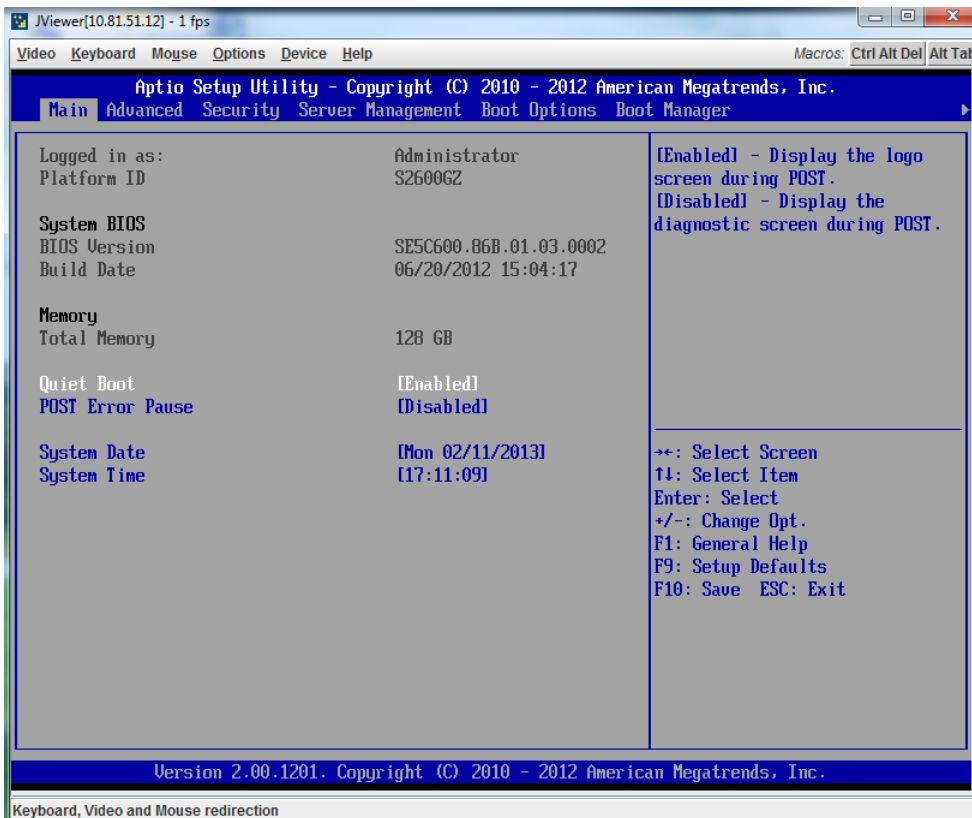 JViewer[10.81.51.12] - 1 fps
Video Keyboard Mouse Options Device Help Macros: Ctrl Alt Del Alt Tab
Aptio Setup Utility - Copyright (C) 2010 - 2012 American Megatrends, Inc.
Main Advanced Security Server Management Boot Options Boot Manager
Logged in as: Administrator
Platform ID S2600GZ
System BIOS
BIOS Version SE5C600.86B.01.03.0002
Build Date 06/20/2012 15:04:17
Memory
Total Memory 128 GB
Quiet Boot [Enabled]
POST Error Pause [Disabled]
System Date [Mon 02/11/2013]
System Time [17:11:09]
[Enabled] - Display the logo
screen during POST.
[Disabled] - Display the
diagnostic screen during POST.
→←: Select Screen
↑↓: Select Item
Enter: Select
+/-: Change Opt.
F1: General Help
F9: Setup Defaults
F10: Save ESC: Exit
Version 2.00.1201. Copyright (C) 2010 - 2012 American Megatrends, Inc.
Keyboard, Video and Mouse redirection